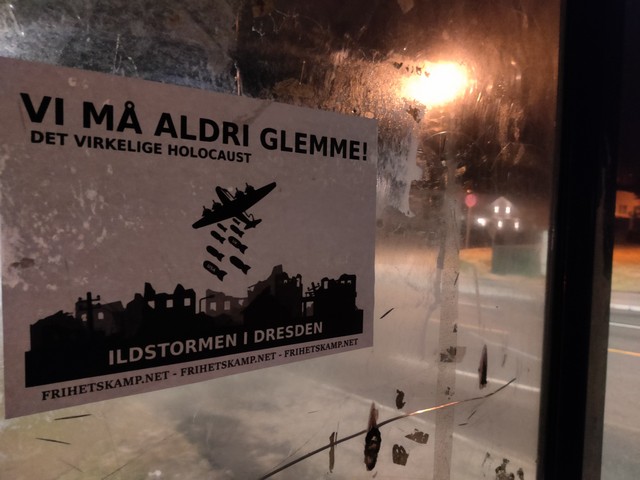 VI MÅ ALDRI GLEMME!
DET VIRKELIGE HOLOCAUST
ILDSTORMEN I DRESDEN
FRIHETSKAMP.NET - FRIHETSKAMP.NET - FRIHETSKAMP.NET